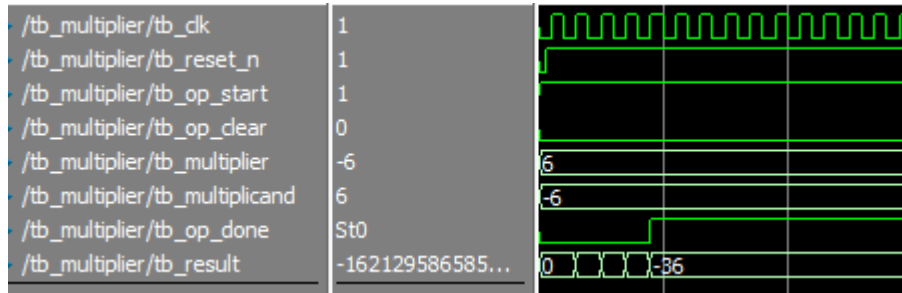 /tb_multiplier/tb_clk 1
/tb_multiplier/tb_reset_n 1
/tb_multiplier/tb_op_start 1
/tb_multiplier/tb_op_clear 0
/tb_multiplier/tb_multiplier -6 6
/tb_multiplier/tb_multiplicand 6 -6
/tb_multiplier/tb_op_done St0
/tb_multiplier/tb_result -162129586585... 0 -36